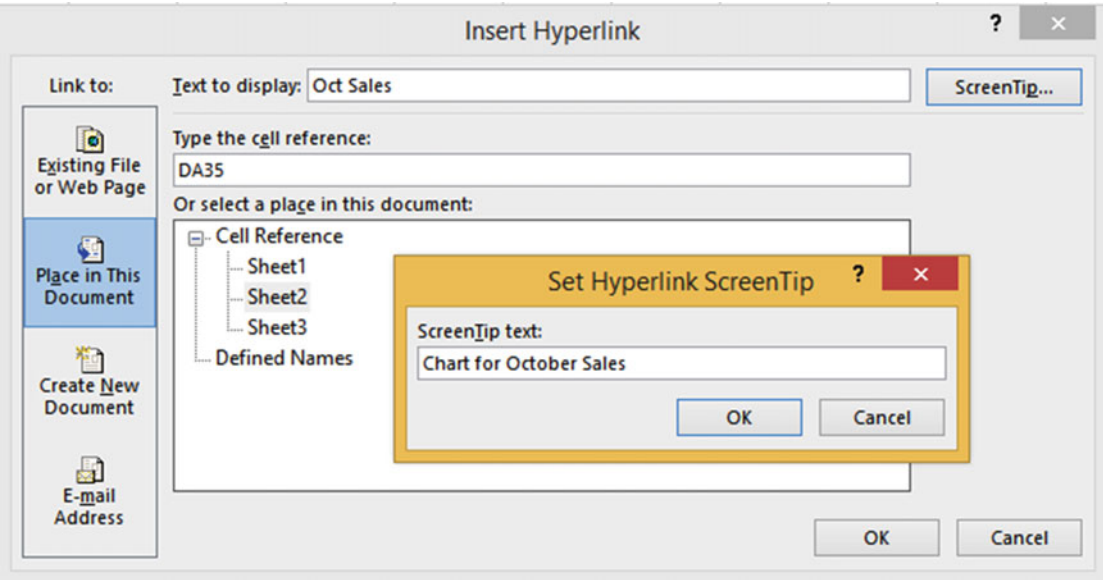 Insert Hyperlink
?
×
Link to:
Text to display: Oct Sales
ScreenTip...
Existing File
or Web Page
Type the cell reference:
DA35
Or select a place in this document:
Place in This
Document
Cell Reference
Sheet1
Sheet2
Sheet3
Defined Names
Create New
Document
E-mail
Address
Set Hyperlink ScreenTip
?
×
ScreenTip text:
Chart for October Sales
OK
Cancel
OK
Cancel